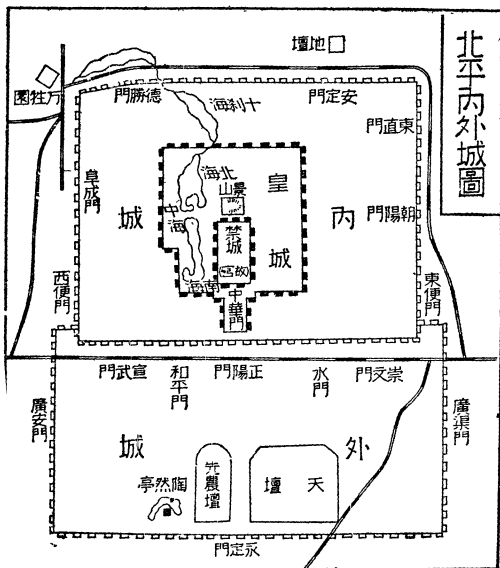 北平内外城圖
地壇
万牲園
安定門
德勝門
十刹海
東直門
朝陽門
阜成門
内城
皇城
北海
景山
中海
禁城
(故宮)
南海
中華門
東便門
西便門
崇文門
水門
正陽門
和平門
宣武門
廣渠門
廣安門
外城
天壇
先農壇
陶然亭
永定門